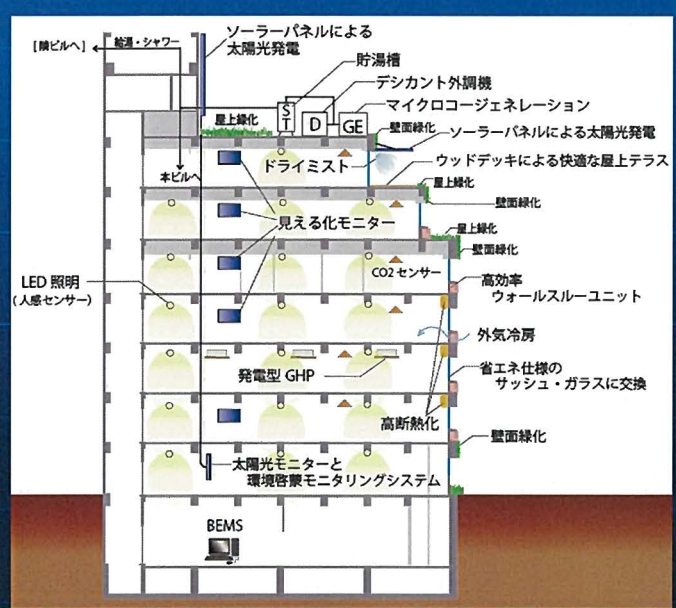 ソーラーパネルによる
太陽光発電
[隣ビルへ]
給湯・シャワー
貯湯槽
デシカント外調機
マイクロコージェネレーション
S
T
D
GE
屋上緑化
壁面緑化
ソーラーパネルによる太陽光発電
ドライミスト
ウッドデッキによる快適な屋上テラス
本ビルへ
屋上緑化
壁面緑化
見える化モニター
屋上緑化
壁面緑化
CO2 センサー
LED 照明
(人感センサー)
高効率
ウォールスルーユニット
外気冷房
発電型 GHP
省エネ仕様の
サッシュ・ガラスに交換
高断熱化
壁面緑化
太陽光モニターと
環境啓蒙モニタリングシステム
BEMS